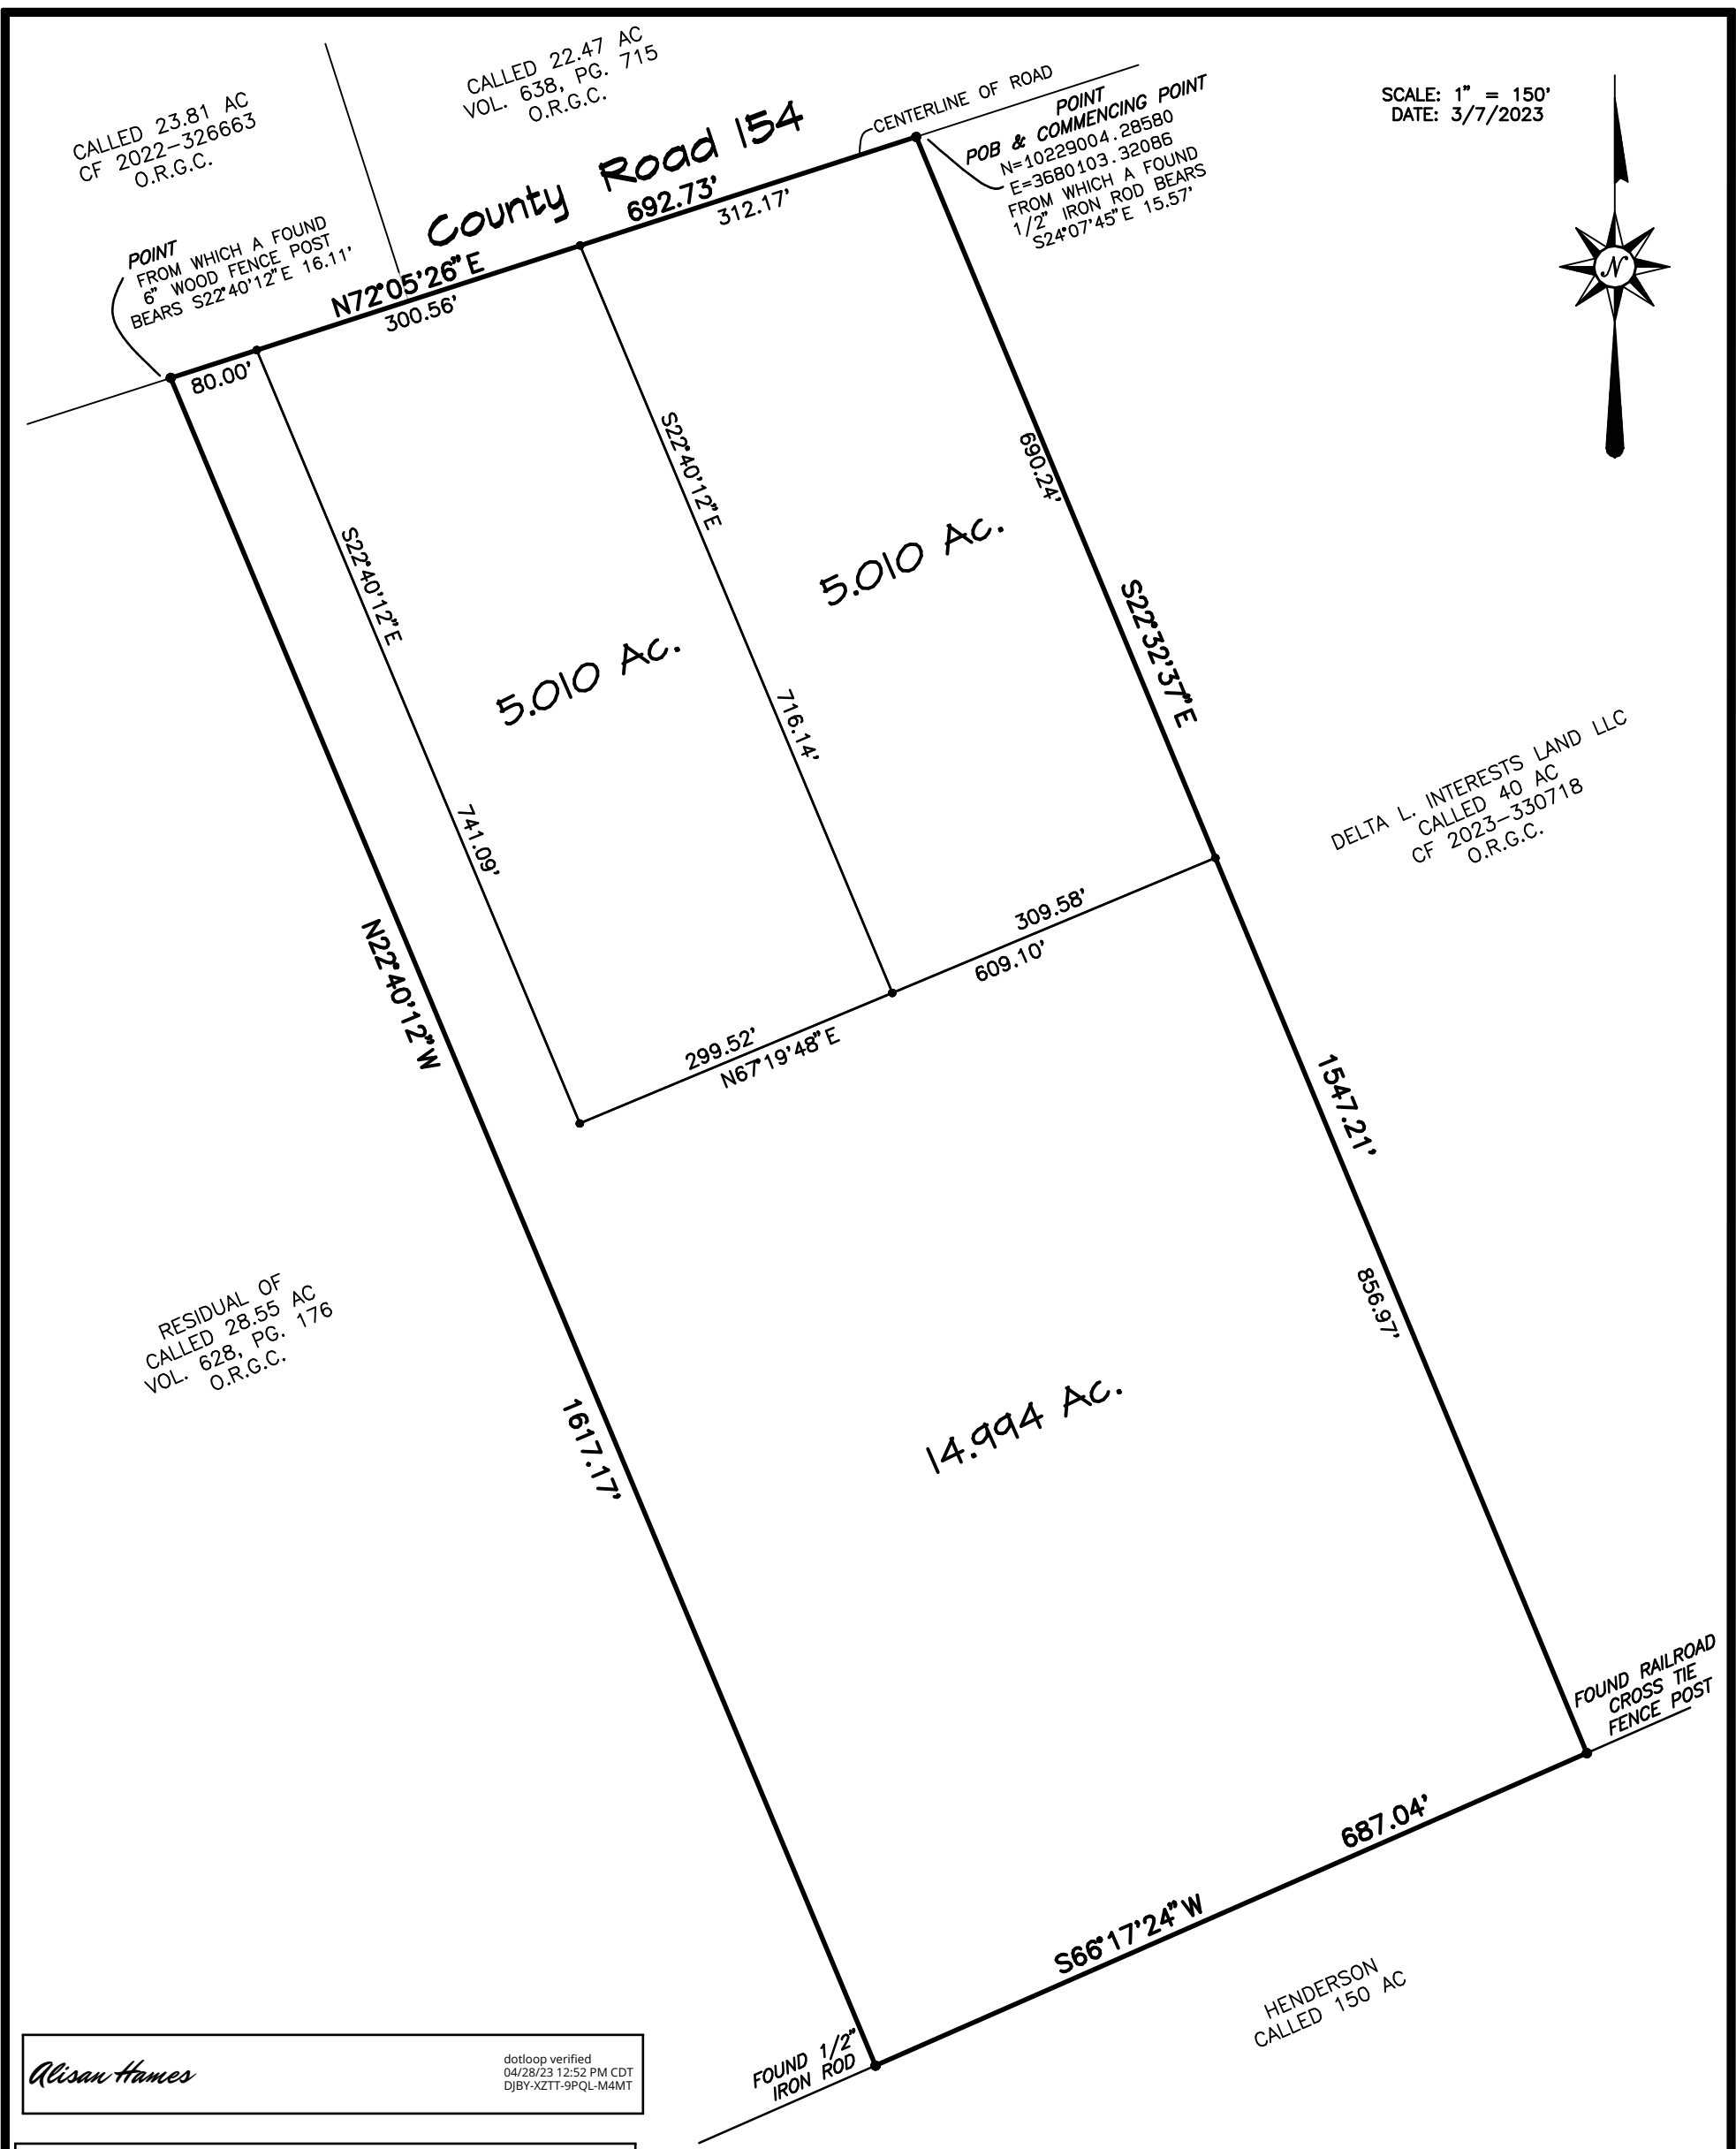 CALLED 23.81 AC
CF 2022-326663
O.R.G.C.
CALLED 22.47 AC
VOL. 638, PG. 715
O.R.G.C.
CENTERLINE OF ROAD
SCALE: 1" = 150'
DATE: 3/7/2023
N
POINT
POB & COMMENCING POINT
N=10229004.28580
E=3680103.32086
FROM WHICH A FOUND
1/2" IRON ROD BEARS
S24°07'45"E 15.57'
County Road 154
692.73'
312.17'
POINT
FROM WHICH A FOUND
6" WOOD FENCE POST
BEARS S22°40'12"E 16.11'
N72°05'26"E
300.56'
80.00'
S22°40'12"E
690.24'
S22°40'12"E
5.010 Ac.
5.010 Ac.
S22°32'37"E
716.14'
741.09'
DELTA L. INTERESTS LAND LLC
CALLED 40 AC
CF 2023-330718
O.R.G.C.
309.58'
609.10'
N22°40'12"W
299.52'
N67°19'48"E
1547.21'
856.97'
RESIDUAL OF
CALLED 28.55 AC
VOL. 628, PG. 176
O.R.G.C.
1617.17'
14.994 Ac.
FOUND RAILROAD
CROSS TIE
FENCE POST
687.04'
S66°17'24"W
HENDERSON
CALLED 150 AC
FOUND 1/2"
IRON ROD
Alisan Hames
dotloop verified
04/28/23 12:52 PM CDT
DJBY-XZTT-9PQL-M4MT